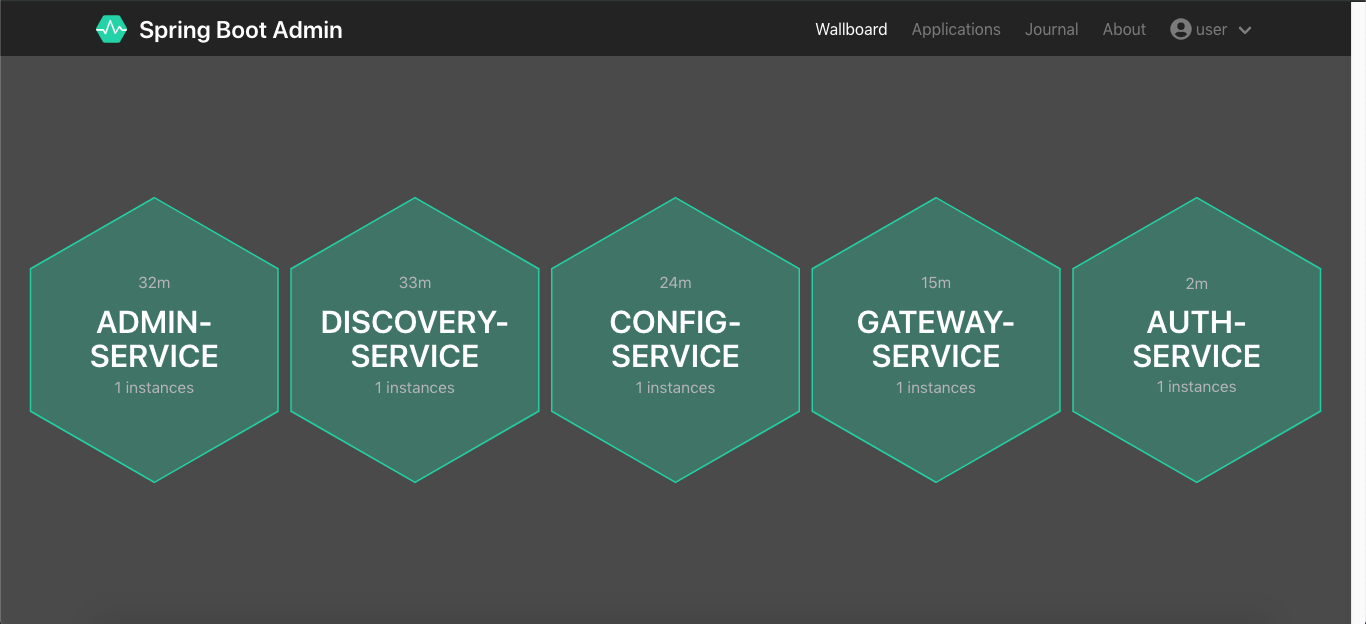 Spring Boot Admin
Wallboard
Applications
Journal
About
user
32m
ADMIN-
SERVICE
1 instances
33m
DISCOVERY-
SERVICE
1 instances
24m
CONFIG-
SERVICE
1 instances
15m
GATEWAY-
SERVICE
1 instances
2m
AUTH-
SERVICE
1 instances